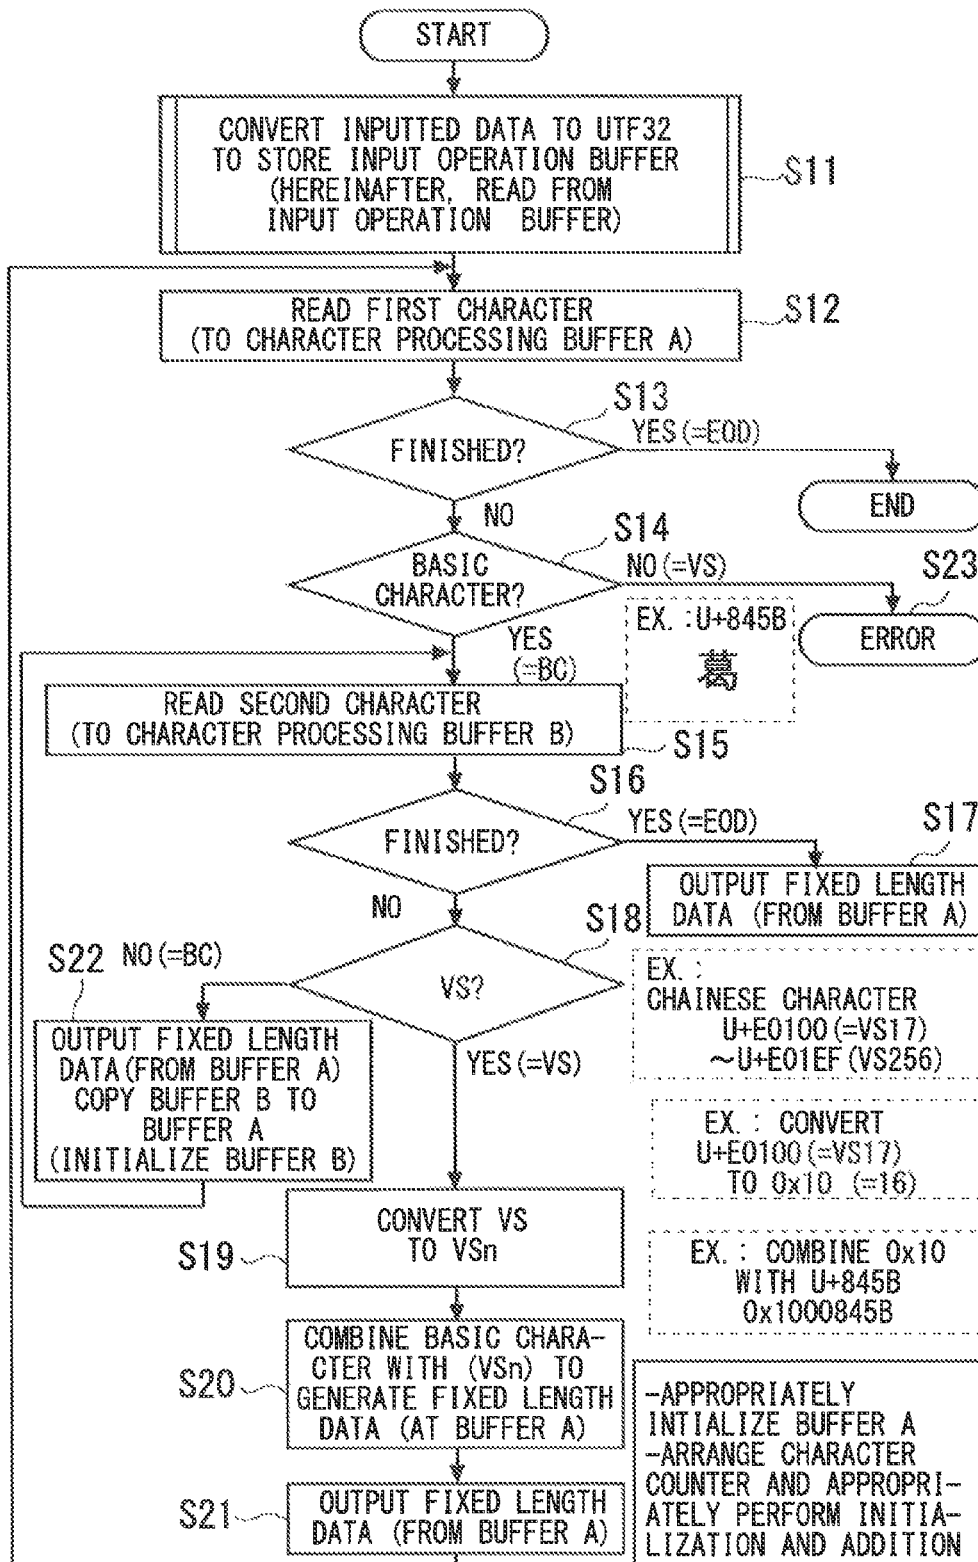 START
CONVERT INPUTTED DATA TO UTF32
TO STORE INPUT OPERATION BUFFER
(HEREINAFTER, READ FROM
INPUT OPERATION BUFFER)
S11
READ FIRST CHARACTER
(TO CHARACTER PROCESSING BUFFER A)
S12
S13
FINISHED?
YES(=EOD)
END
NO
S14
BASIC
CHARACTER?
NO(=VS)
S23
ERROR
YES
(=BC)
EX.:U+845B
葛
READ SECOND CHARACTER
(TO CHARACTER PROCESSING BUFFER B)
S15
S16
FINISHED?
YES(=EOD)
S17
OUTPUT FIXED LENGTH
DATA (FROM BUFFER A)
NO
S18
VS?
NO(=BC)
S22
OUTPUT FIXED LENGTH
DATA(FROM BUFFER A)
COPY BUFFER B TO
BUFFER A
(INITIALIZE BUFFER B)
YES(=VS)
EX.:
CHAINESE CHARACTER
U+E0100(=VS17)
~U+E01EF(VS256)
EX.: CONVERT
U+E0100(=VS17)
TO 0x10 (=16)
CONVERT VS
TO VSn
S19
EX.: COMBINE 0x10
WITH U+845B
0x1000845B
COMBINE BASIC CHARA-
CTER WITH (VSn) TO
GENERATE FIXED LENGTH
DATA (AT BUFFER A)
S20
OUTPUT FIXED LENGTH
DATA (FROM BUFFER A)
S21
-APPROPRIATELY
INTIALIZE BUFFER A
-ARRANGE CHARACTER
COUNTER AND APPROPRI-
ATELY PERFORM INITIA-
LIZATION AND ADDITION